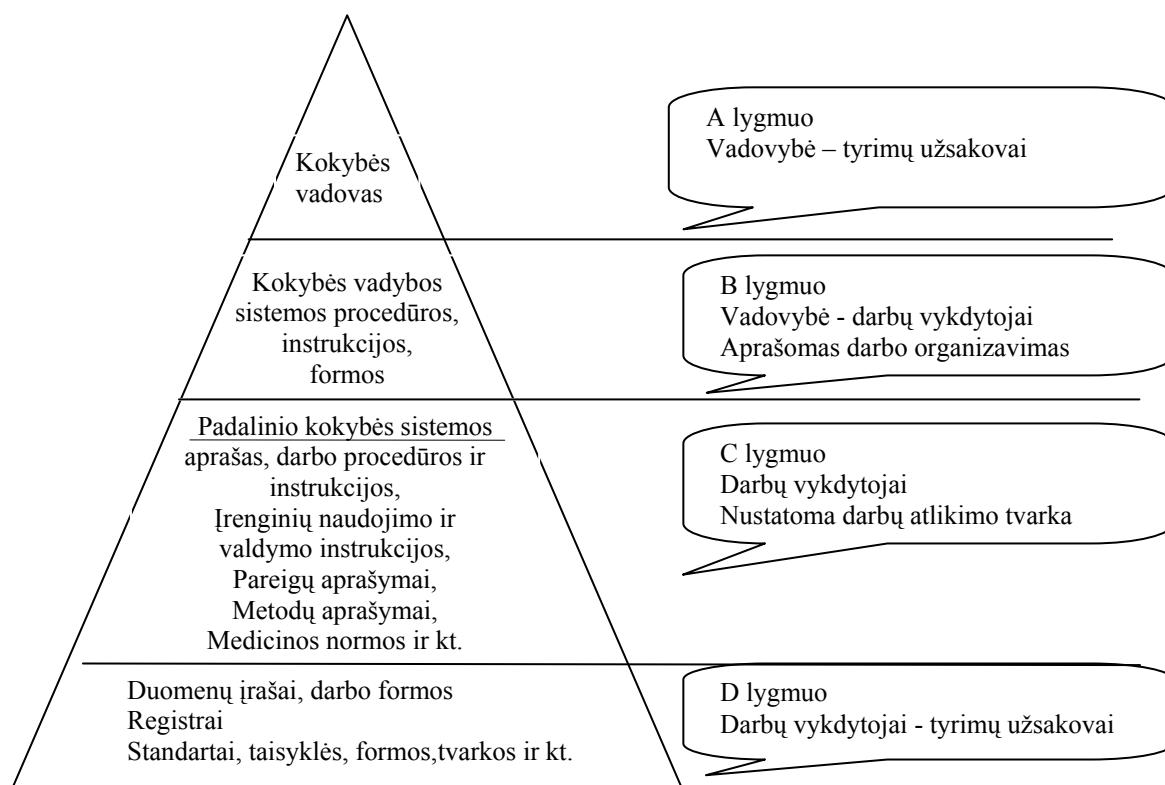 Kokybės
vadovas
A lygmuo
Vadovybė – tyrimų užsakovai
Kokybės vadybos
sistemos procedūros,
instrukcijos,
formos
B lygmuo
Vadovybė - darbų vykdytojai
Aprašomas darbo organizavimas
Padalinio kokybės sistemos
aprašas, darbo procedūros ir
instrukcijos,
Įrenginių naudojimo ir
valdymo instrukcijos,
Pareigų aprašymai,
Metodų aprašymai,
Medicinos normos ir kt.
C lygmuo
Darbų vykdytojai
Nustatoma darbų atlikimo tvarka
Duomenų įrašai, darbo formos
Registrai
Standartai, taisyklės, formos,tvarkos ir kt.
D lygmuo
Darbų vykdytojai - tyrimų užsakovai